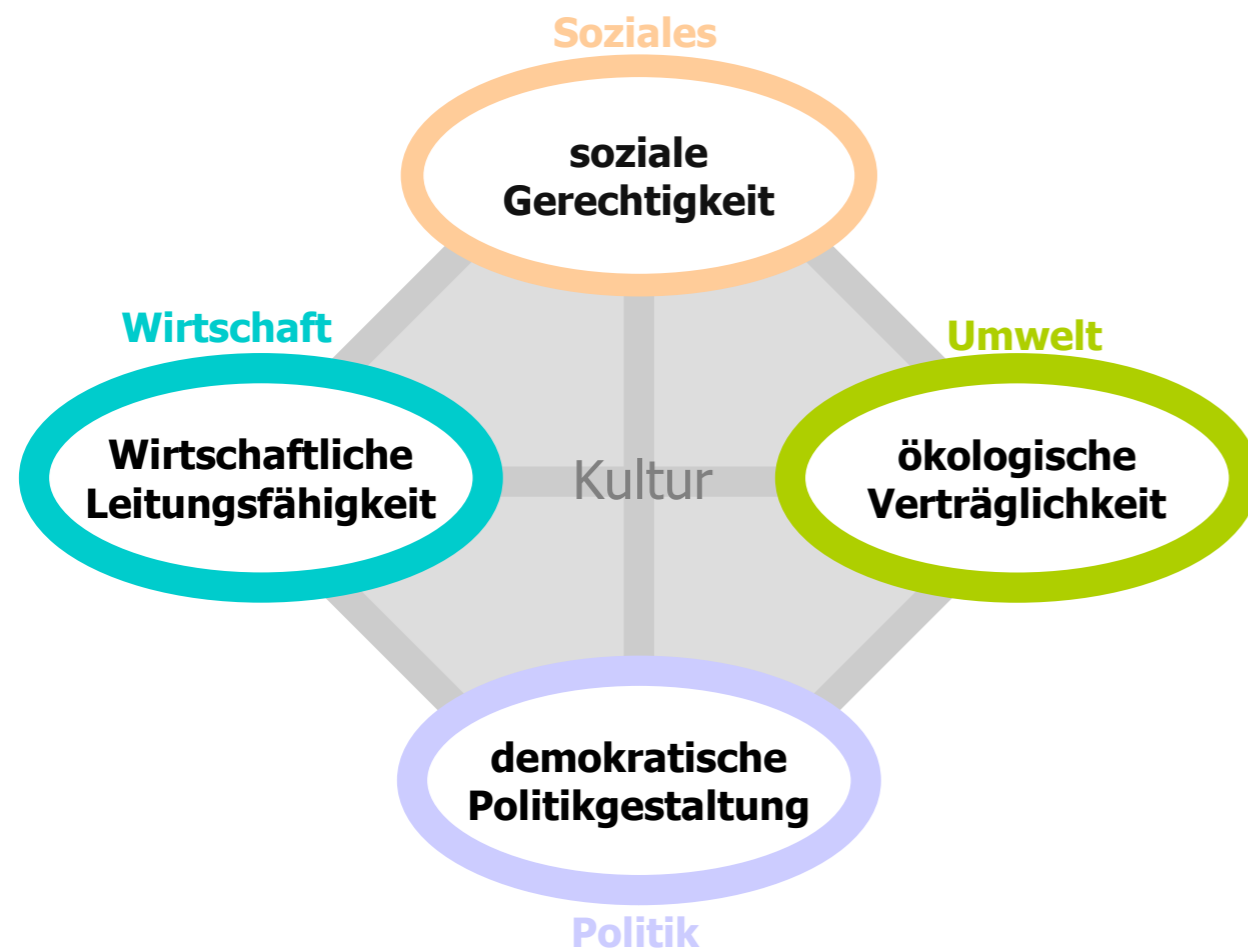 Soziales
soziale
Gerechtigkeit
Wirtschaft
Wirtschaftliche
Leitungsfähigkeit
Umwelt
ökologische
Verträglichkeit
Kultur
demokratische
Politikgestaltung
Politik